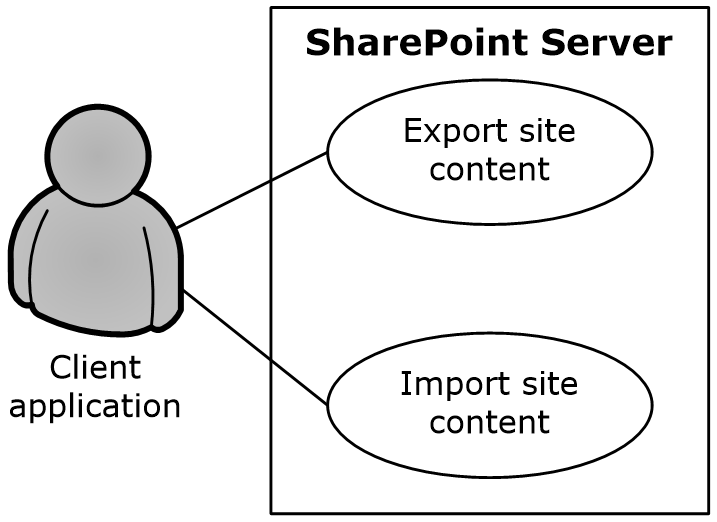 SharePoint Server
Export site
content
Import site
content
Client
application